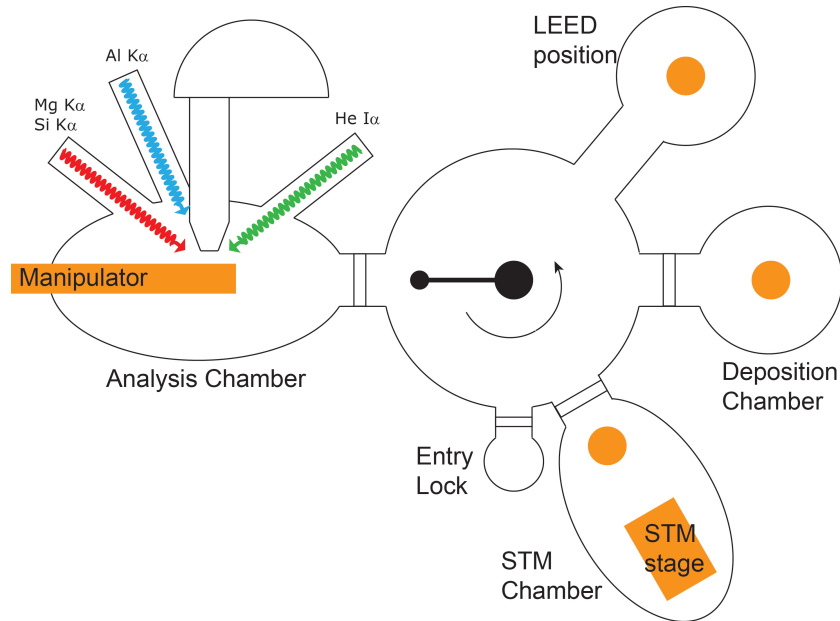 Al Kα
Mg Kα
Si Kα
He Iα
LEED
position
Manipulator
Analysis Chamber
Deposition
Chamber
Entry
Lock
STM
Chamber
STM
stage